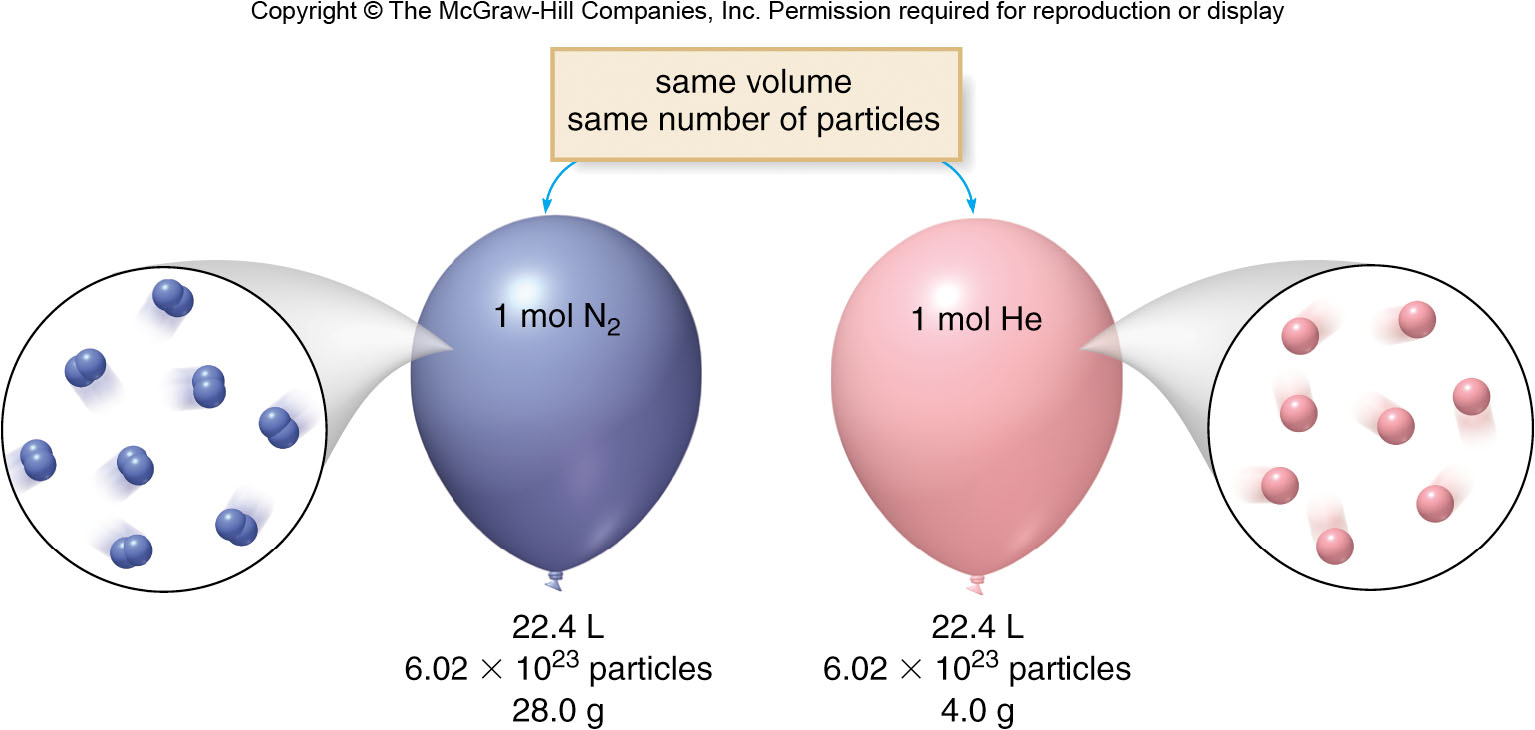 Copyright © The McGraw-Hill Companies, Inc. Permission required for reproduction or display
same volume
same number of particles
1 mol N₂
1 mol He
22.4 L
6.02 × 10²³ particles
28.0 g
22.4 L
6.02 × 10²³ particles
4.0 g